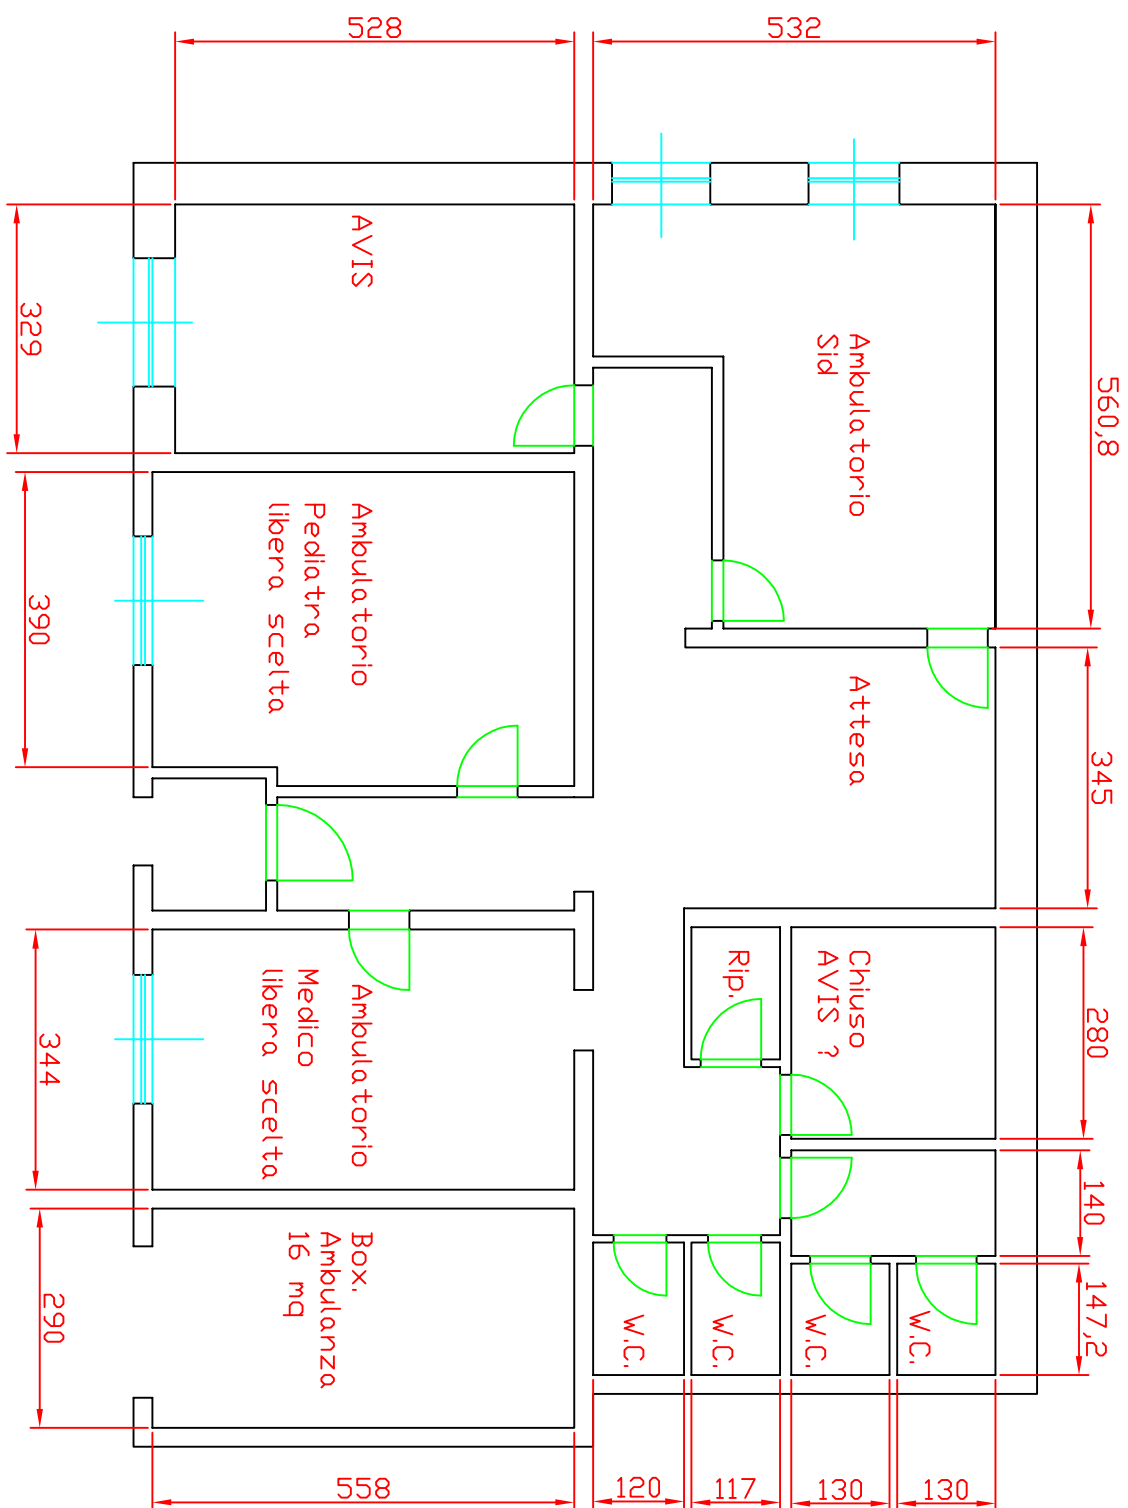 528
532
AVIS
329
Ambulatorio
Sid
560,8
Ambulatorio
Pediatra
libera scelta
390
Attesa
345
Chiuso
AVIS ?
Rip.
280
Ambulatorio
Medico
libera scelta
344
140
147,2
Box.
Ambulanza
16 mq
290
W.C.
W.C.
W.C.
W.C.
558
120
117
130
130